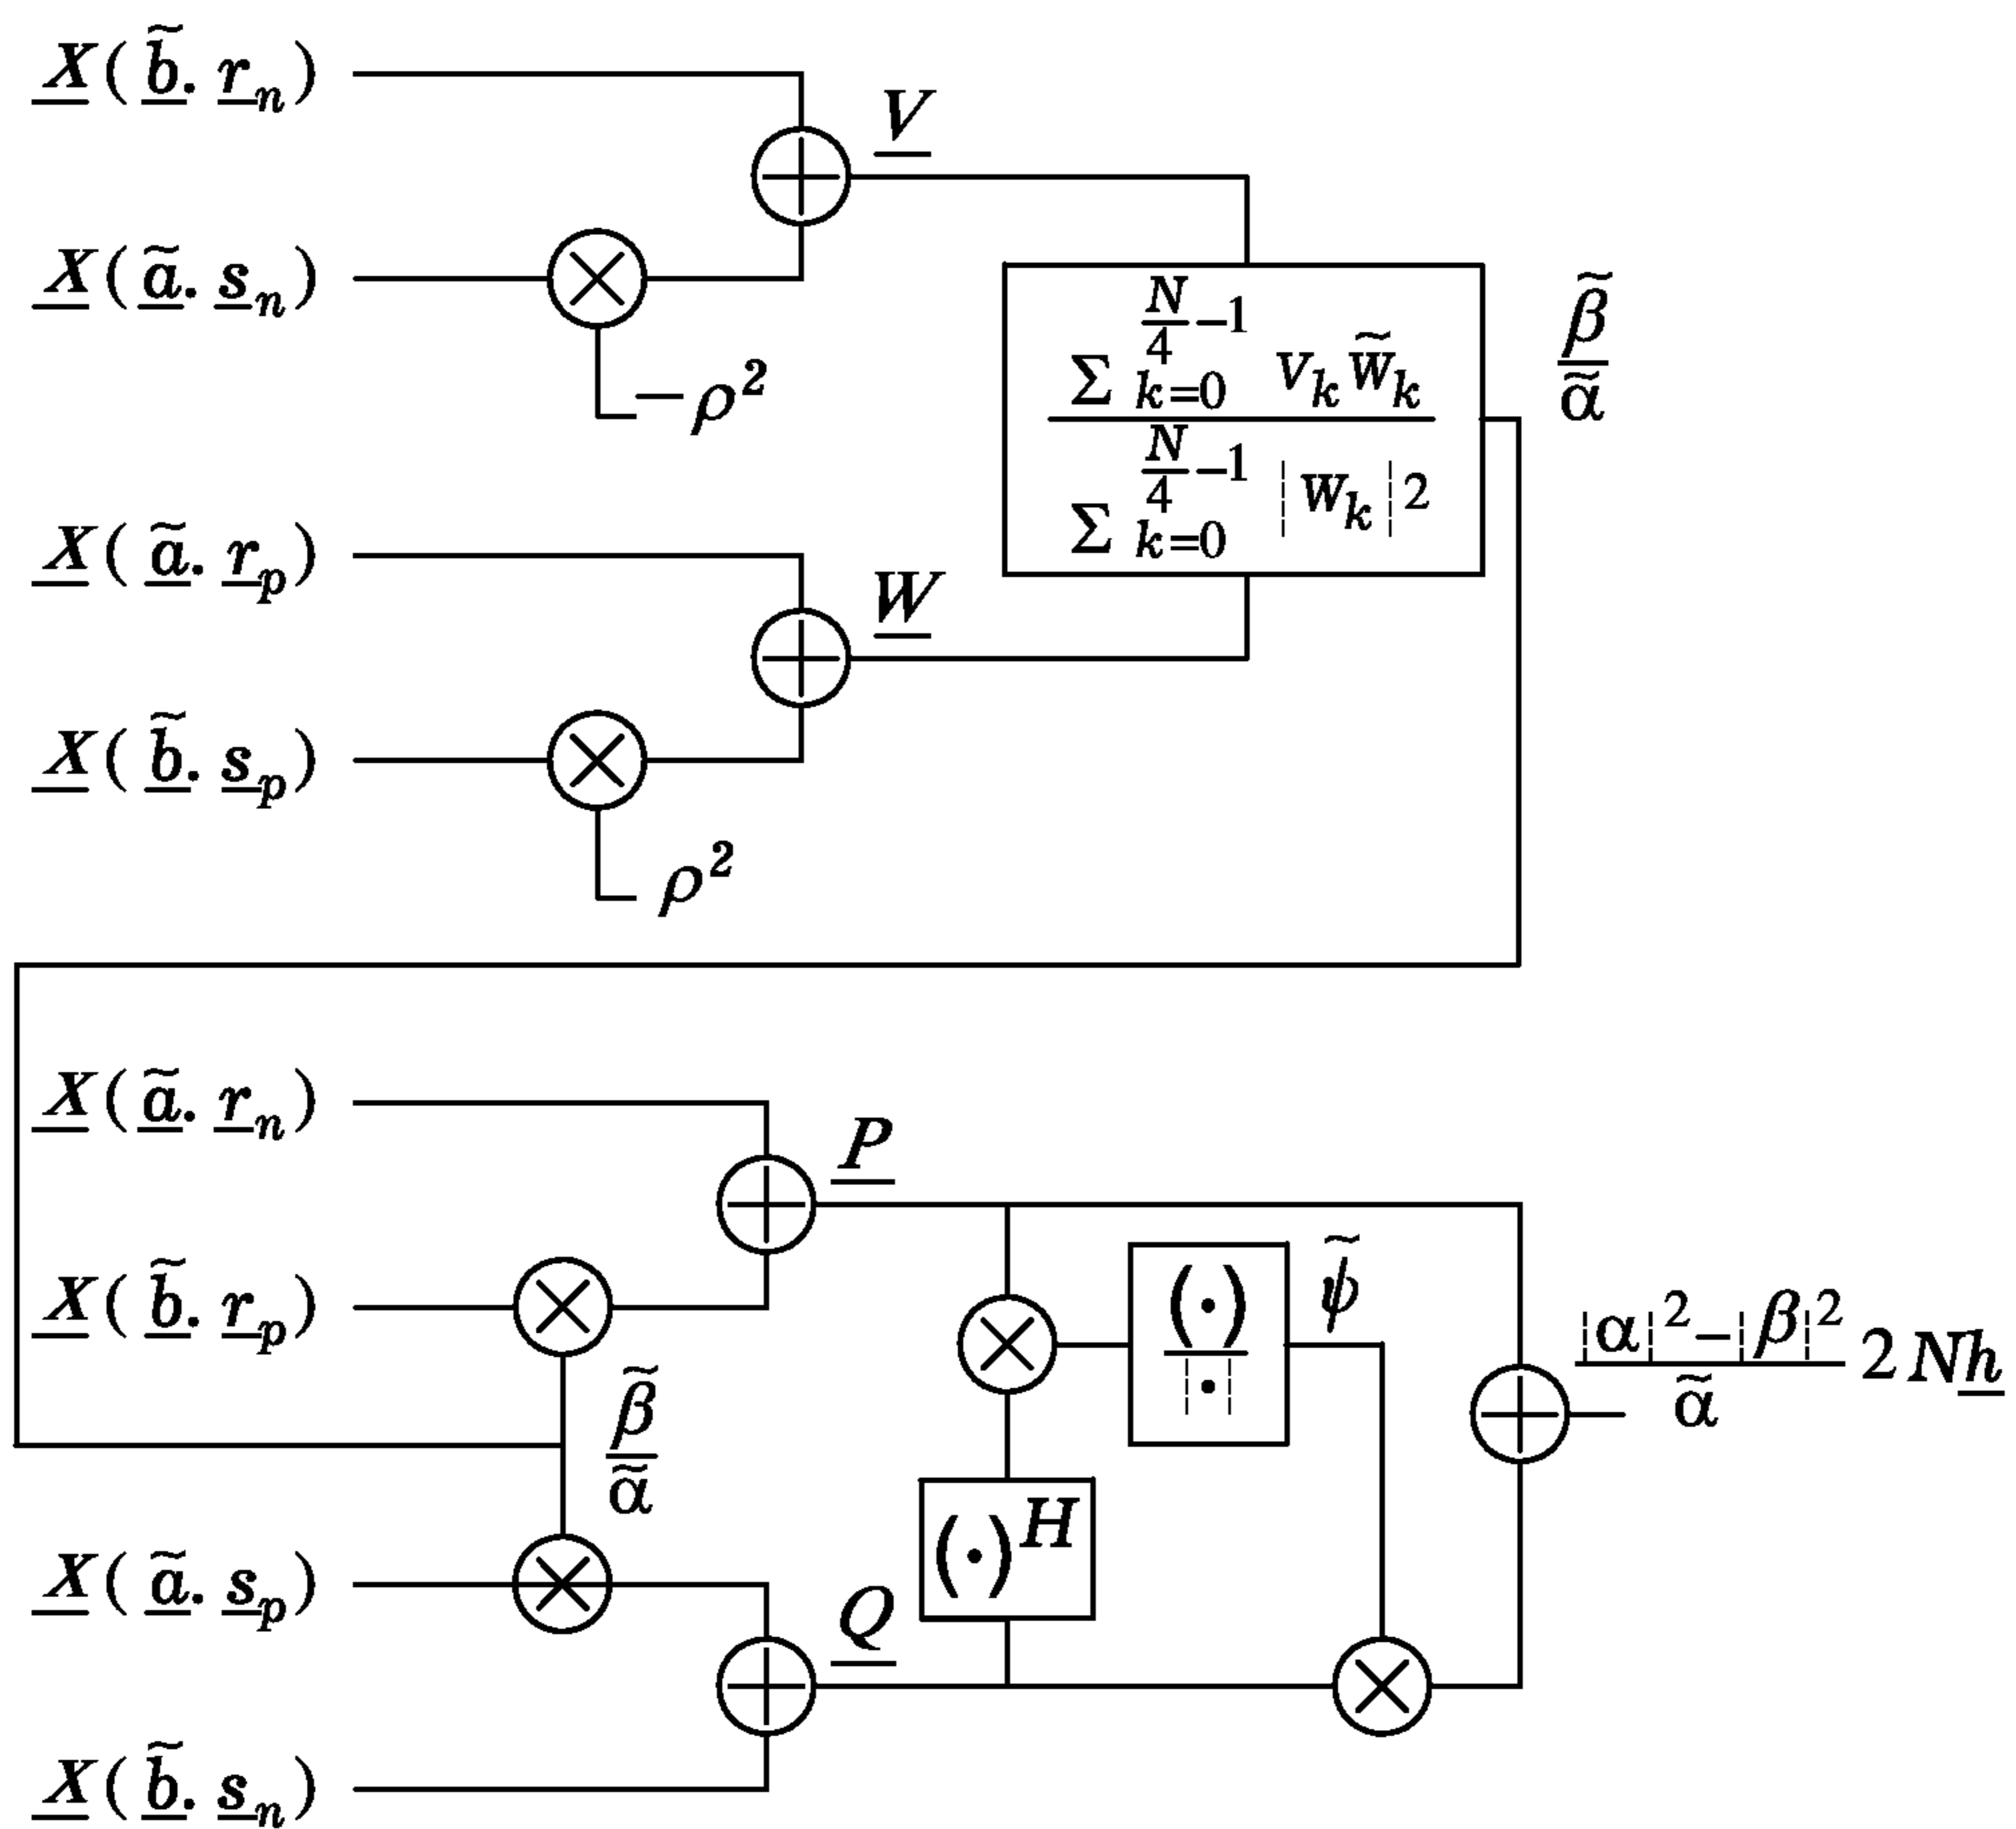 X(b̃. rₙ)
V
X(ã. sₙ)
−ρ²
Σ k=0 N/4 −1 Vₖ W̃ₖ
Σ k=0 N/4 −1 |Wₖ|2
β̃/α̃
X(ã. rₚ)
W
X(b̃. sₚ)
ρ²
X(ã. rₙ)
P
X(b̃. rₚ)
β̃/α̃
(·)/|·|
ψ̃
|α|²−|β|²/α̃ 2Nh
X(ã. sₚ)
(·)H
Q
X(b̃. sₙ)